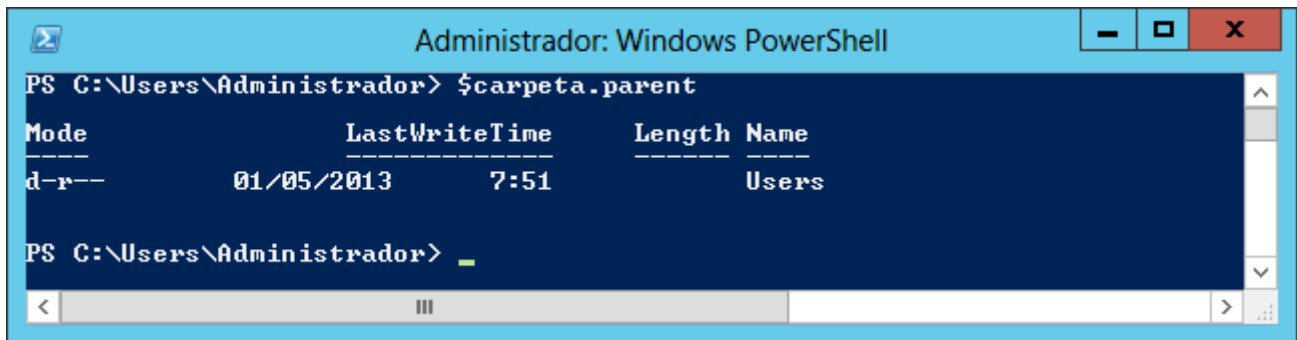 Administrador: Windows PowerShell
PS C:\Users\Administrador> $carpeta.parent
Mode                LastWriteTime     Length Name
----                -------------     ------ ----
d-r--        01/05/2013      7:51            Users
PS C:\Users\Administrador> _